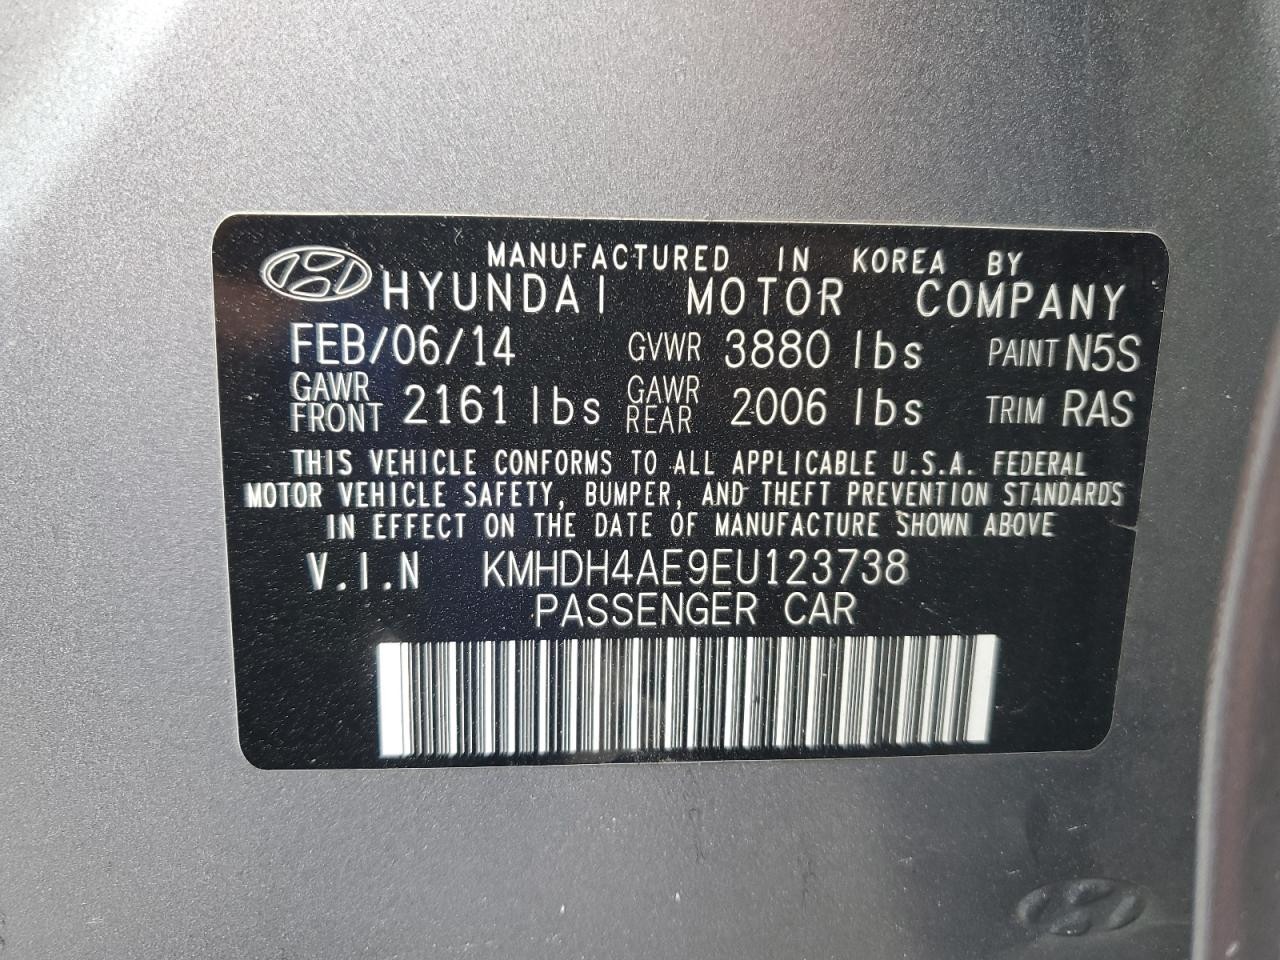 MANUFACTURED IN KOREA BY
HYUNDAI MOTOR COMPANY
FEB/06/14 GVWR 3880 lbs PAINT N5S
GAWR FRONT 2161 lbs GAWR REAR 2006 lbs TRIM RAS
THIS VEHICLE CONFORMS TO ALL APPLICABLE U.S.A. FEDERAL
MOTOR VEHICLE SAFETY, BUMPER, AND THEFT PREVENTION STANDARDS
IN EFFECT ON THE DATE OF MANUFACTURE SHOWN ABOVE
V.I.N KMHDH4AE9EU123738
PASSENGER CAR